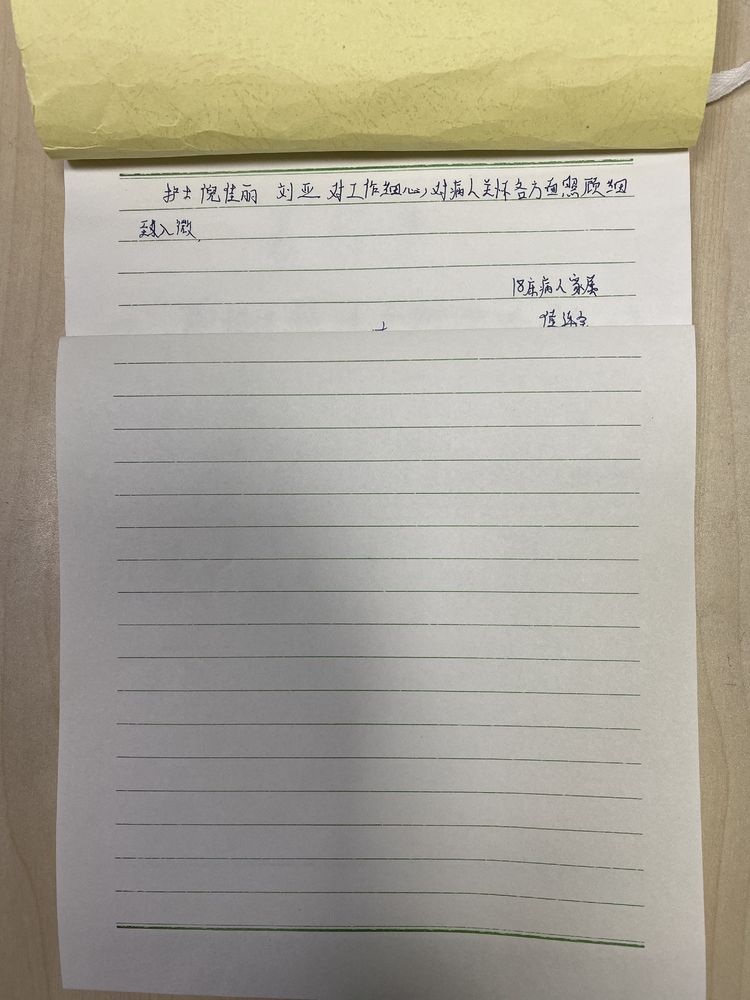 护士倪佳丽 刘亚 对工作细心,对病人关怀各方面照顾细
致入微.
18床病人家属